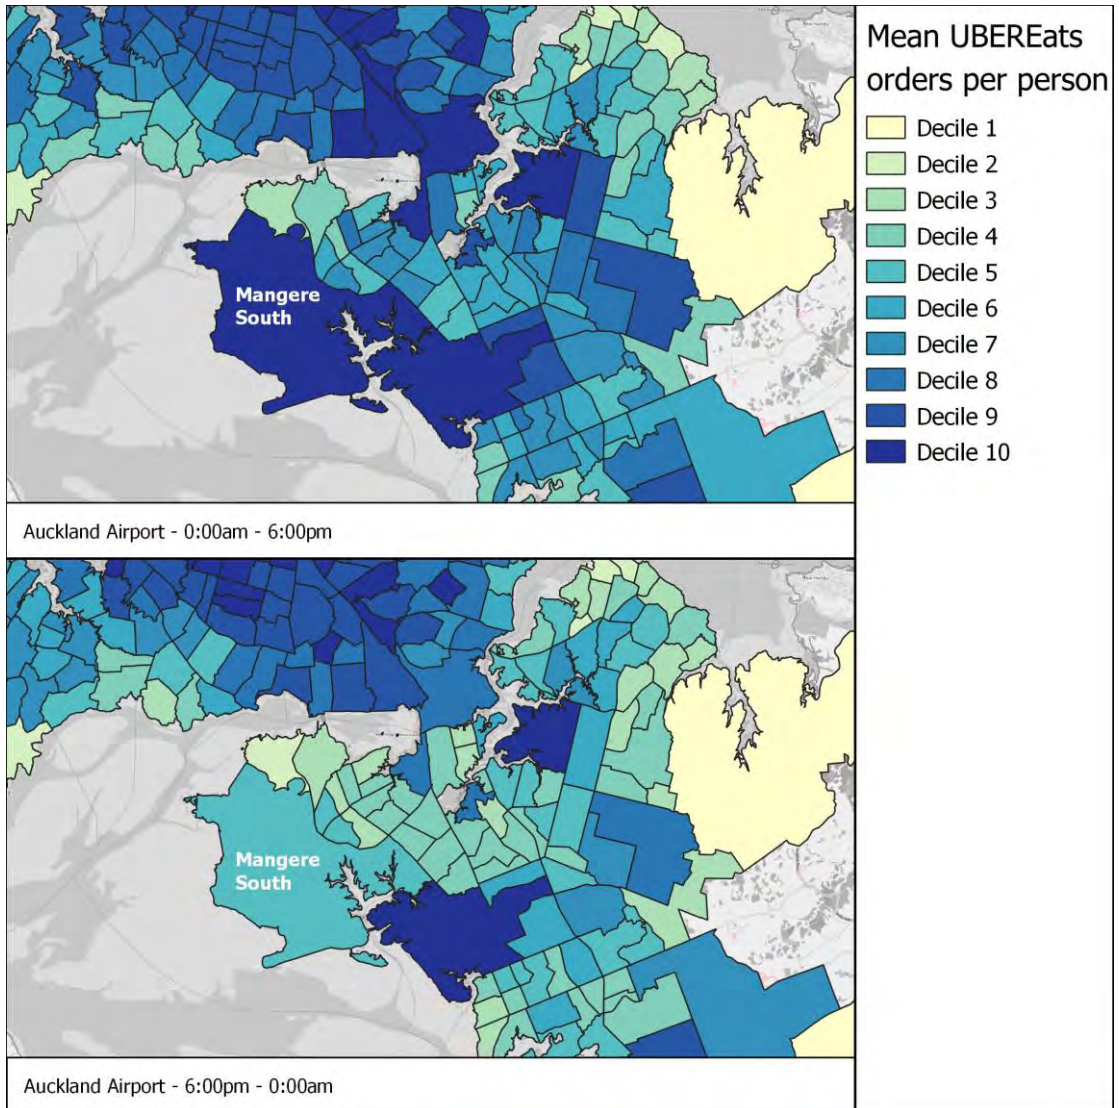 Mean UBEREats
orders per person
Decile 1
Decile 2
Decile 3
Decile 4
Decile 5
Decile 6
Decile 7
Decile 8
Decile 9
Decile 10
Mangere
South
Auckland Airport - 0:00am - 6:00pm
Mangere
South
Auckland Airport - 6:00pm - 0:00am